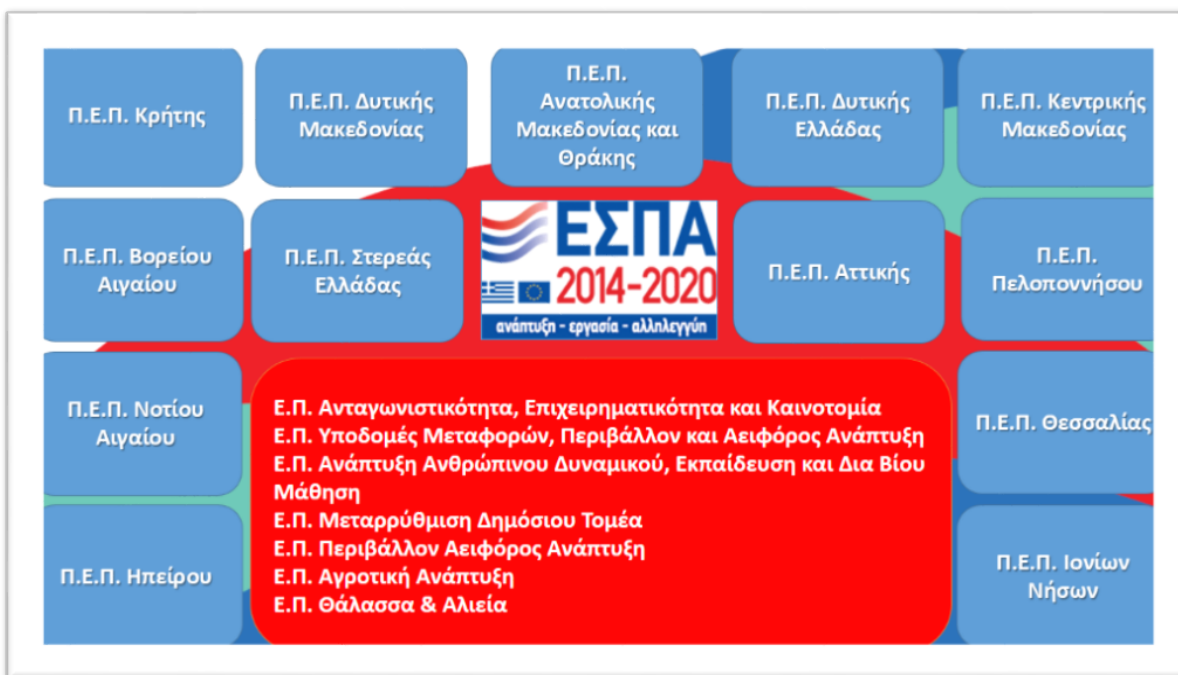 Π.Ε.Π. Κρήτης
Π.Ε.Π. Δυτικής
Μακεδονίας
Π.Ε.Π.
Ανατολικής
Μακεδονίας και
Θράκης
Π.Ε.Π. Δυτικής
Ελλάδας
Π.Ε.Π. Κεντρικής
Μακεδονίας
Π.Ε.Π. Βορείου
Αιγαίου
Π.Ε.Π. Στερεάς
Ελλάδας
ΕΣΠΑ
2014-2020
ανάπτυξη - εργασία - αλληλεγγύη
Π.Ε.Π. Αττικής
Π.Ε.Π.
Πελοποννήσου
Π.Ε.Π. Νοτίου
Αιγαίου
Ε.Π. Ανταγωνιστικότητα, Επιχειρηματικότητα και Καινοτομία
Ε.Π. Υποδομές Μεταφορών, Περιβάλλον και Αειφόρος Ανάπτυξη
Ε.Π. Ανάπτυξη Ανθρώπινου Δυναμικού, Εκπαίδευση και Δια Βίου
Μάθηση
Ε.Π. Μεταρρύθμιση Δημόσιου Τομέα
Ε.Π. Περιβάλλον Αειφόρος Ανάπτυξη
Ε.Π. Αγροτική Ανάπτυξη
Ε.Π. Θάλασσα & Αλιεία
Π.Ε.Π. Θεσσαλίας
Π.Ε.Π. Ηπείρου
Π.Ε.Π. Ιονίων
Νήσων